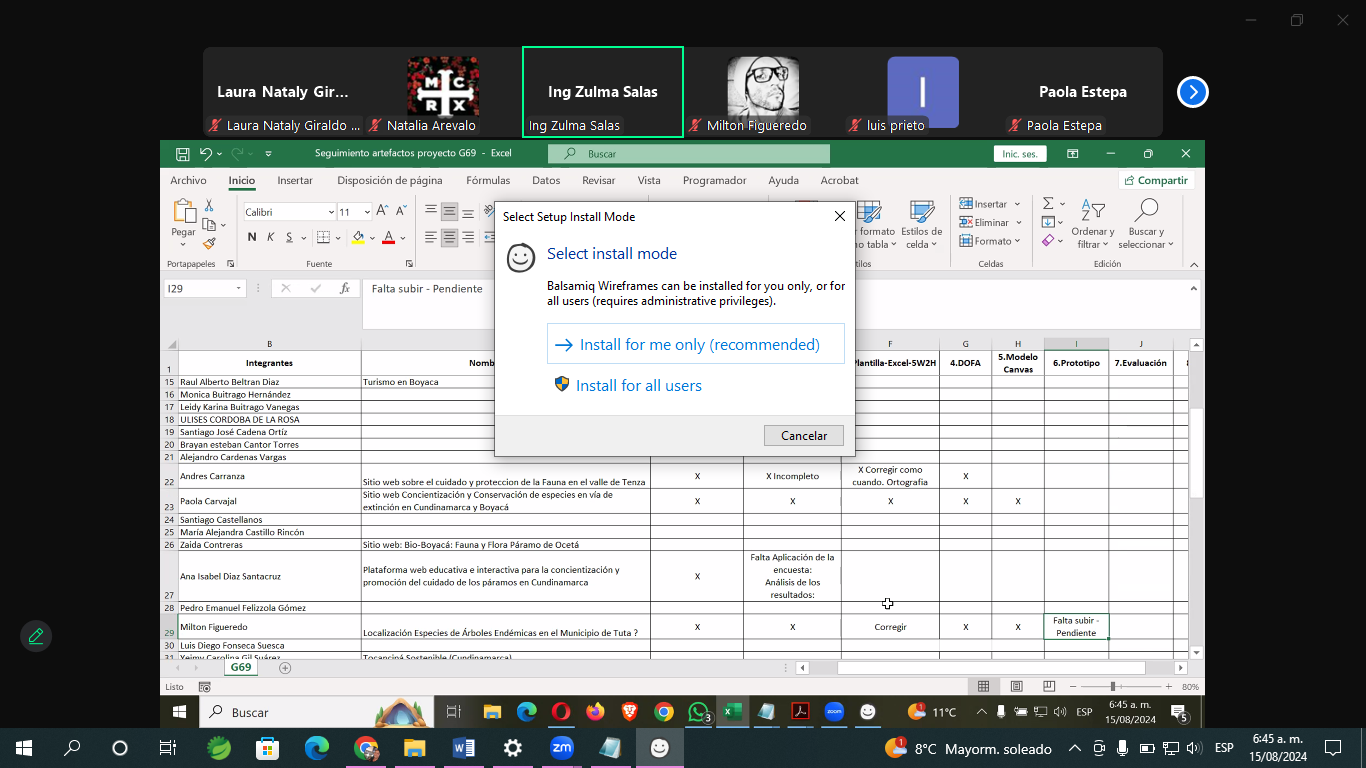 Laura Nataly Gir...
Ing Zulma Salas
I
Paola Estepa
MC
RX
Laura Nataly Giraldo ...
Natalia Arevalo
Ing Zulma Salas
Milton Figueredo
luis prieto
Paola Estepa
Seguimiento artefactos proyecto G69 - Excel
Buscar
Inic. ses.
Archivo Inicio Insertar Disposición de página Fórmulas Datos Revisar Vista Programador Ayuda Acrobat
Compartir
Pegar
Calibri 11
N K S
Portapapeles
Fuente
formato
no tabla
Estilos de
celda
tilos
Insertar
Eliminar
Formato
Celdas
Ordenar y
filtrar
Buscar y
seleccionar
Edición
I29
fx
Falta subir - Pendiente
Select Setup Install Mode
Select install mode
Balsamiq Wireframes can be installed for you only, or for
all users (requires administrative privileges).
Install for me only (recommended)
Install for all users
Cancelar
B F G H I J
1 Integrantes Nomb Plantilla-Excel-5W2H 4.DOFA 5.Modelo Canvas 6.Prototipo 7.Evaluación
15 Raul Alberto Beltran Diaz Turismo en Boyaca
16 Monica Buitrago Hernández
17 Leidy Karina Buitrago Vanegas
18 ULISES CORDOBA DE LA ROSA
19 Santiago José Cadena Ortíz
20 Brayan esteban Cantor Torres
21 Alejandro Cardenas Vargas
22 Andres Carranza Sitio web sobre el cuidado y proteccion de la Fauna en el valle de Tenza X X Incompleto X Corregir como cuando. Ortografia X
23 Paola Carvajal Sitio web Concientización y Conservación de especies en vía de extinción en Cundinamarca y Boyacá X X X X X
24 Santiago Castellanos
25 María Alejandra Castillo Rincón
26 Zaida Contreras Sitio web: Bio-Boyacá: Fauna y Flora Páramo de Ocetá
27 Ana Isabel Diaz Santacruz Plataforma web educativa e interactiva para la concientización y promoción del cuidado de los páramos en Cundinamarca X Falta Aplicación de la encuesta: Análisis de los resultados:
28 Pedro Emanuel Felizzola Gómez
29 Milton Figueredo Localización Especies de Árboles Endémicas en el Municipio de Tuta ? X X Corregir X X Falta subir - Pendiente
30 Luis Diego Fonseca Suesca
31 Yeimy Carolina Gil Suárez Tocancipá Sostenible (Cundinamarca)
G69
Listo
80%
Buscar
3
zoom
11°C
ESP
6:45 a. m.
15/08/2024
5
zm
8°C Mayorm. soleado
ESP
6:45 a. m.
15/08/2024